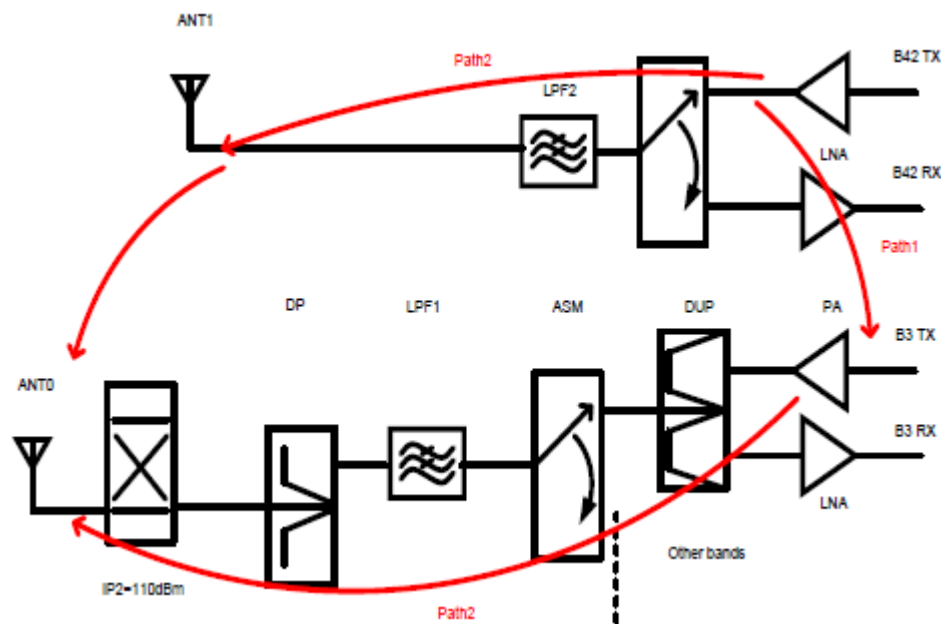 ANT1
Path2
B42 TX
LPF2
LNA
B42 RX
Path1
DP
LPF1
ASM
DUP
PA
B3 TX
ANT0
B3 RX
LNA
Other bands
IP2=110dBm
Path2